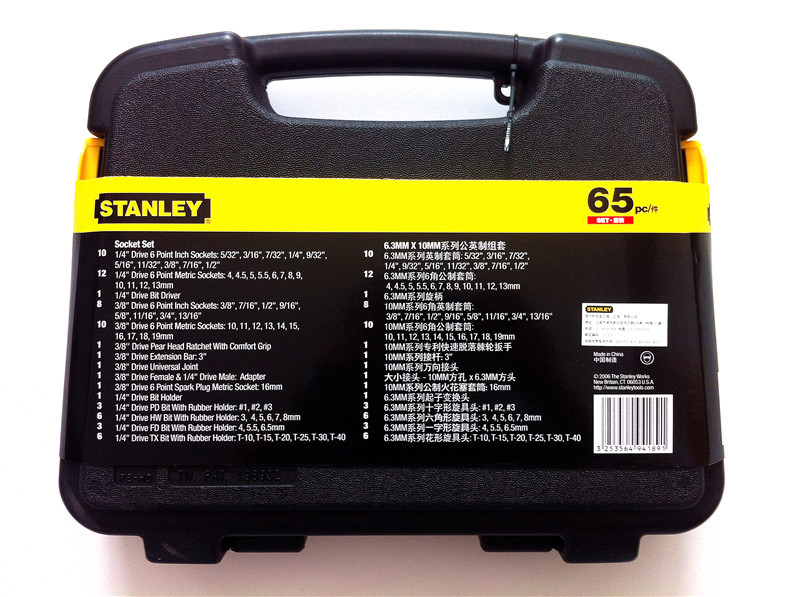 STANLEY
65 pc/件
SET·套装
Socket Set
10 1/4" Drive 6 Point Inch Sockets: 5/32", 3/16", 7/32", 1/4", 9/32",
5/16", 11/32", 3/8", 7/16", 1/2"
12 1/4" Drive 6 Point Metric Sockets: 4, 4.5, 5, 5.5, 6, 7, 8, 9,
10, 11, 12, 13mm
1 1/4" Drive Bit Driver
8 3/8" Drive 6 Point Inch Sockets: 3/8", 7/16", 1/2", 9/16",
5/8", 11/16", 3/4", 13/16"
10 3/8" Drive 6 Point Metric Sockets: 10, 11, 12, 13, 14, 15,
16, 17, 18, 19mm
1 3/8" Drive Pear Head Ratchet With Comfort Grip
1 3/8" Drive Extension Bar: 3"
1 3/8" Drive Universal Joint
1 3/8" Drive Female & 1/4" Drive Male: Adapter
1 3/8" Drive 6 Point Spark Plug Metric Socket: 16mm
1 1/4" Drive Bit Holder
3 1/4" Drive PD Bit With Rubber Holder: #1, #2, #3
6 1/4" Drive HW Bit With Rubber Holder: 3, 4, 5, 6, 7, 8mm
3 1/4" Drive FD Bit With Rubber Holder: 4, 5.5, 6.5mm
6 1/4" Drive TX Bit With Rubber Holder: T-10, T-15, T-20, T-25, T-30, T-40
6.3MM X 10MM系列公英制组套
10 6.3MM系列英制套筒: 5/32", 3/16", 7/32",
1/4", 9/32", 5/16", 11/32", 3/8", 7/16", 1/2"
12 6.3MM系列6角公制套筒:
4, 4.5, 5, 5.5, 6, 7, 8, 9, 10, 11, 12, 13mm
1 6.3MM系列旋柄
8 10MM系列6角英制套筒:
3/8", 7/16", 1/2", 9/16", 5/8", 11/16", 3/4", 13/16"
10 10MM系列6角公制套筒:
10, 11, 12, 13, 14, 15, 16, 17, 18, 19mm
1 10MM系列专利快速脱落棘轮扳手
1 10MM系列接杆: 3"
1 10MM系列万向接头
1 大小接头 - 10MM方孔 x 6.3MM方头
1 10MM系列公制火花塞套筒: 16mm
1 6.3MM系列起子变换头
3 6.3MM系列十字形旋具头: #1, #2, #3
6 6.3MM系列六角形旋具头: 3, 4, 5, 6, 7, 8mm
3 6.3MM系列一字形旋具头: 4, 5.5, 6.5mm
6 6.3MM系列花形旋具头: T-10, T-15, T-20, T-25, T-30, T-40
STANLEY
Made in China
中国制造
© 2006 The Stanley Works
New Britain, CT. 06053 U.S.A.
http://www.stanleytools.com
3 253564 941891
TW. PAT.